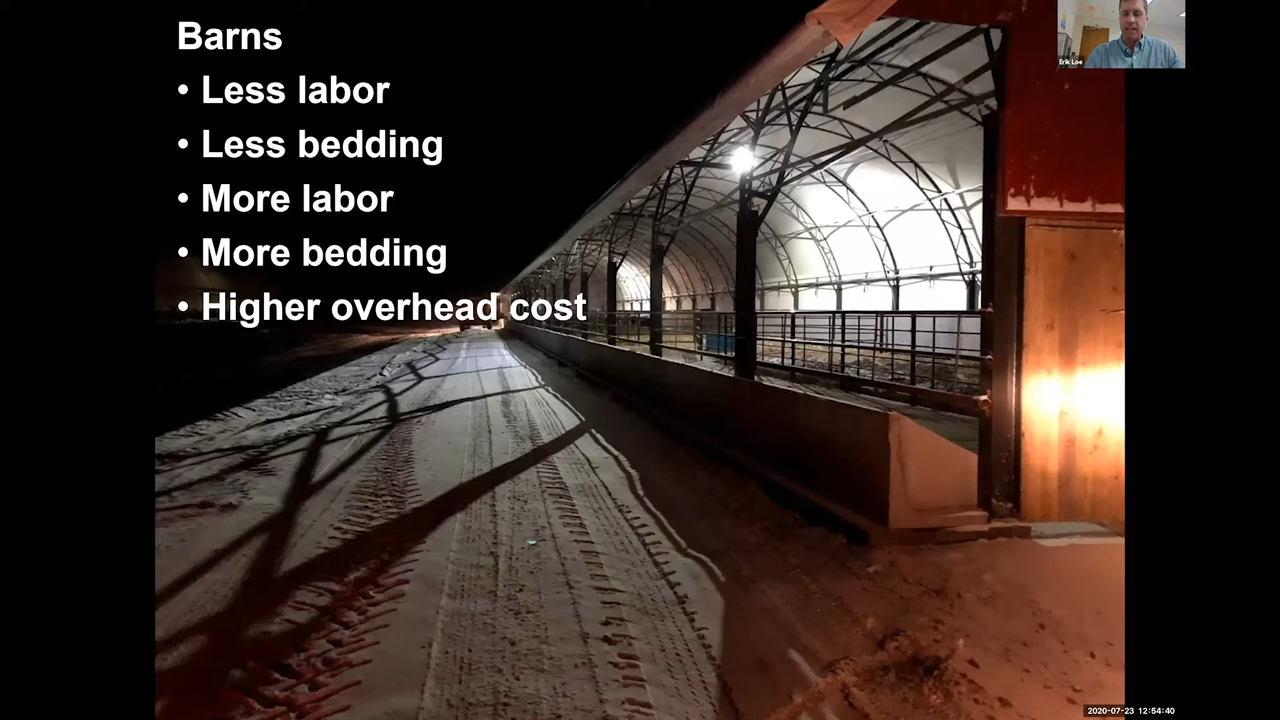 Barns
• Less labor
• Less bedding
• More labor
• More bedding
• Higher overhead cost
Erik Loe
2020-07-23 12:54:40